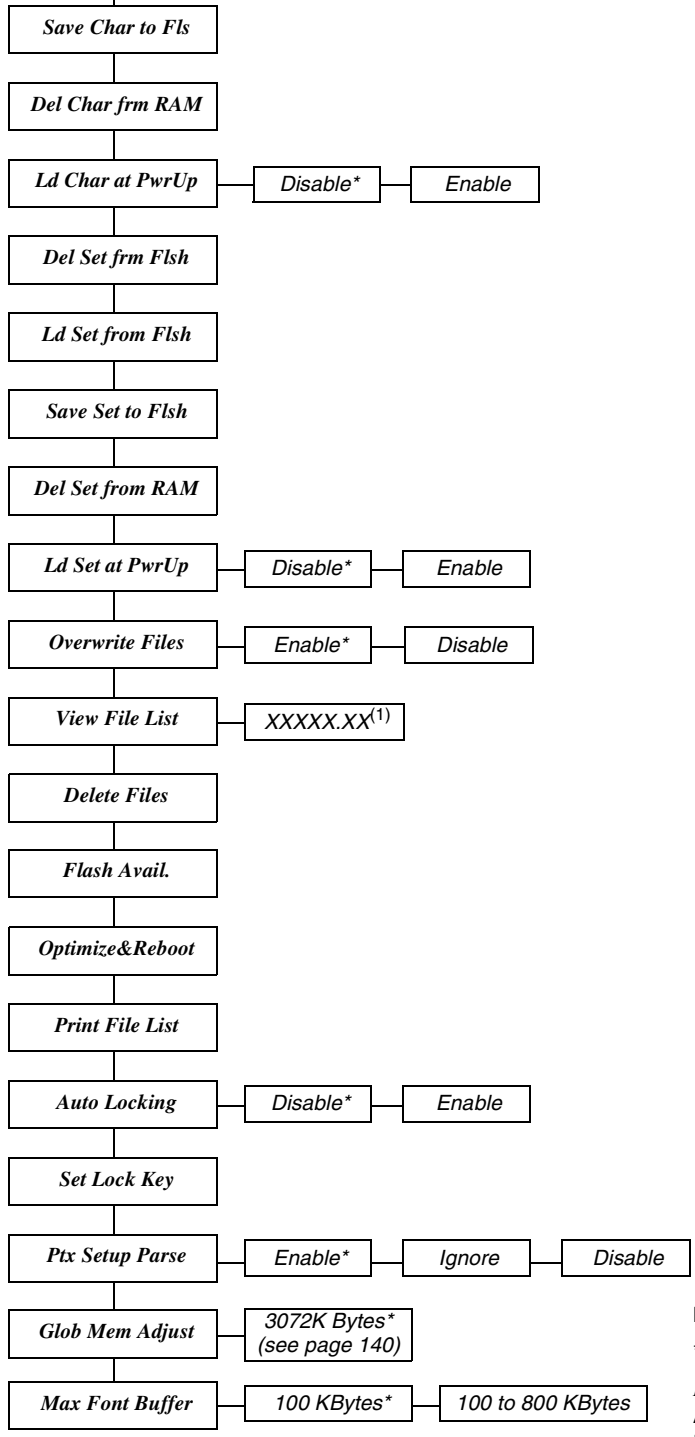 Save Char to Fls
Del Char frm RAM
Ld Char at PwrUp Disable* Enable
Del Set frm Flsh
Ld Set from Flsh
Save Set to Flsh
Del Set from RAM
Ld Set at PwrUp Disable* Enable
Overwrite Files Enable* Disable
View File List XXXXX.XX(1)
Delete Files
Flash Avail.
Optimize&Reboot
Print File List
Auto Locking Disable* Enable
Set Lock Key
Ptx Setup Parse Enable* Ignore Disable
Glob Mem Adjust 3072K Bytes*
(see page 140)
Max Font Buffer 100 KBytes* 100 to 800 KBytes